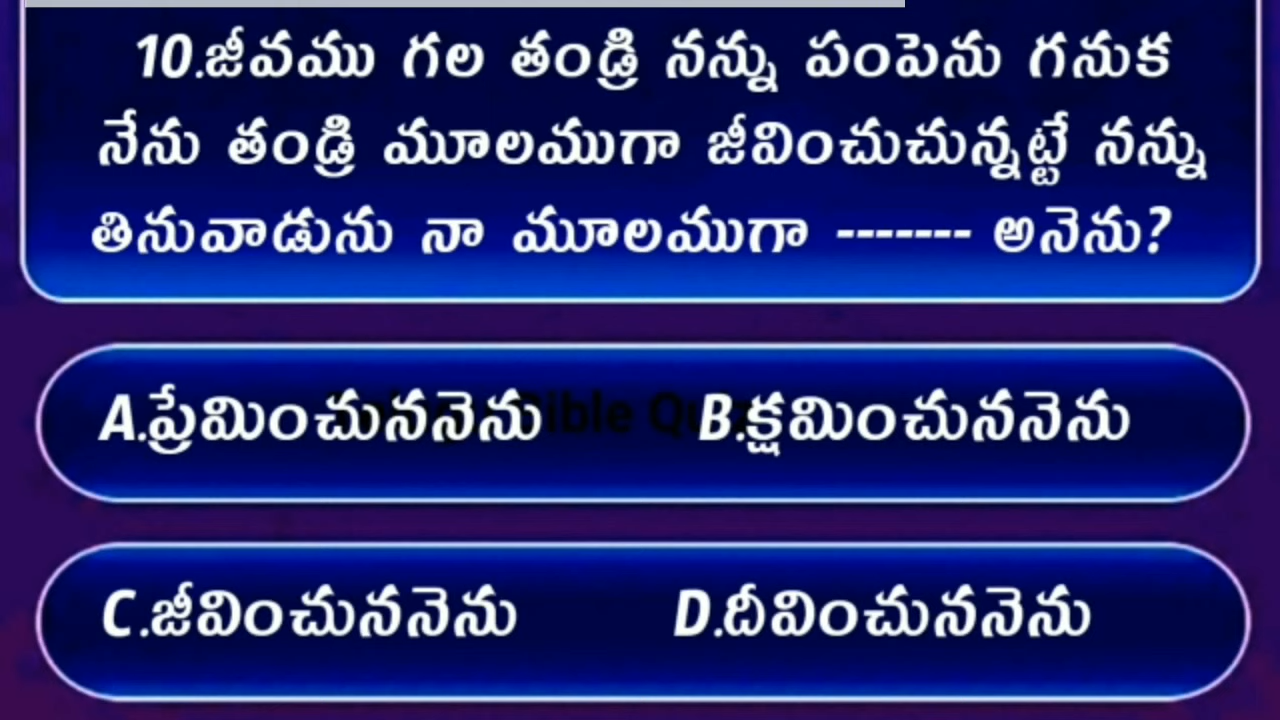 10.జీవము గల తండ్రి నన్ను పంపెను గనుక
నేను తండ్రి మూలముగా జీవించుచున్నట్టే నన్ను
తినువాడును నా మూలముగా ------- అనెను?
A.ప్రేమించుననెను B.క్షమించుననెను
C.జీవించుననెను D.దీవించుననెను